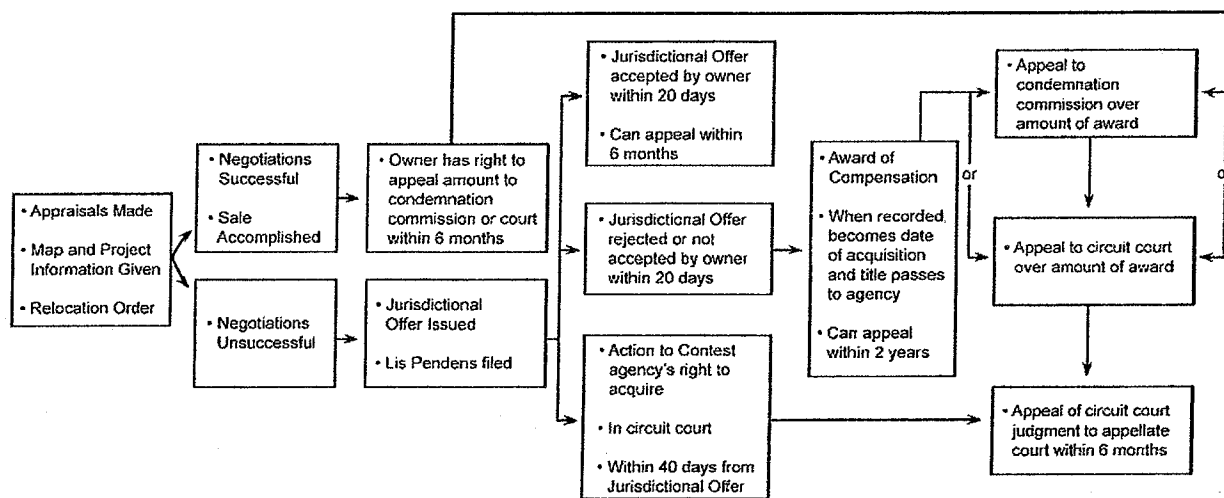 • Appraisals Made
• Map and Project
Information Given
• Relocation Order
• Negotiations
Successful
• Sale
Accomplished
• Negotiations
Unsuccessful
• Owner has right to
appeal amount to
condemnation
commission or court
within 6 months
• Jurisdictional
Offer Issued
• Lis Pendens filed
• Jurisdictional Offer
accepted by owner
within 20 days
• Can appeal within
6 months
• Jurisdictional Offer
rejected or not
accepted by owner
within 20 days
• Action to Contest
agency's right to
acquire
• In circuit court
• Within 40 days from
Jurisdictional Offer
• Award of
Compensation
• When recorded,
becomes date
of acquisition
and title passes
to agency
• Can appeal
within 2 years
or
• Appeal to
condemnation
commission over
amount of award
• Appeal to circuit court
over amount of award
• Appeal of circuit court
judgment to appellate
court within 6 months